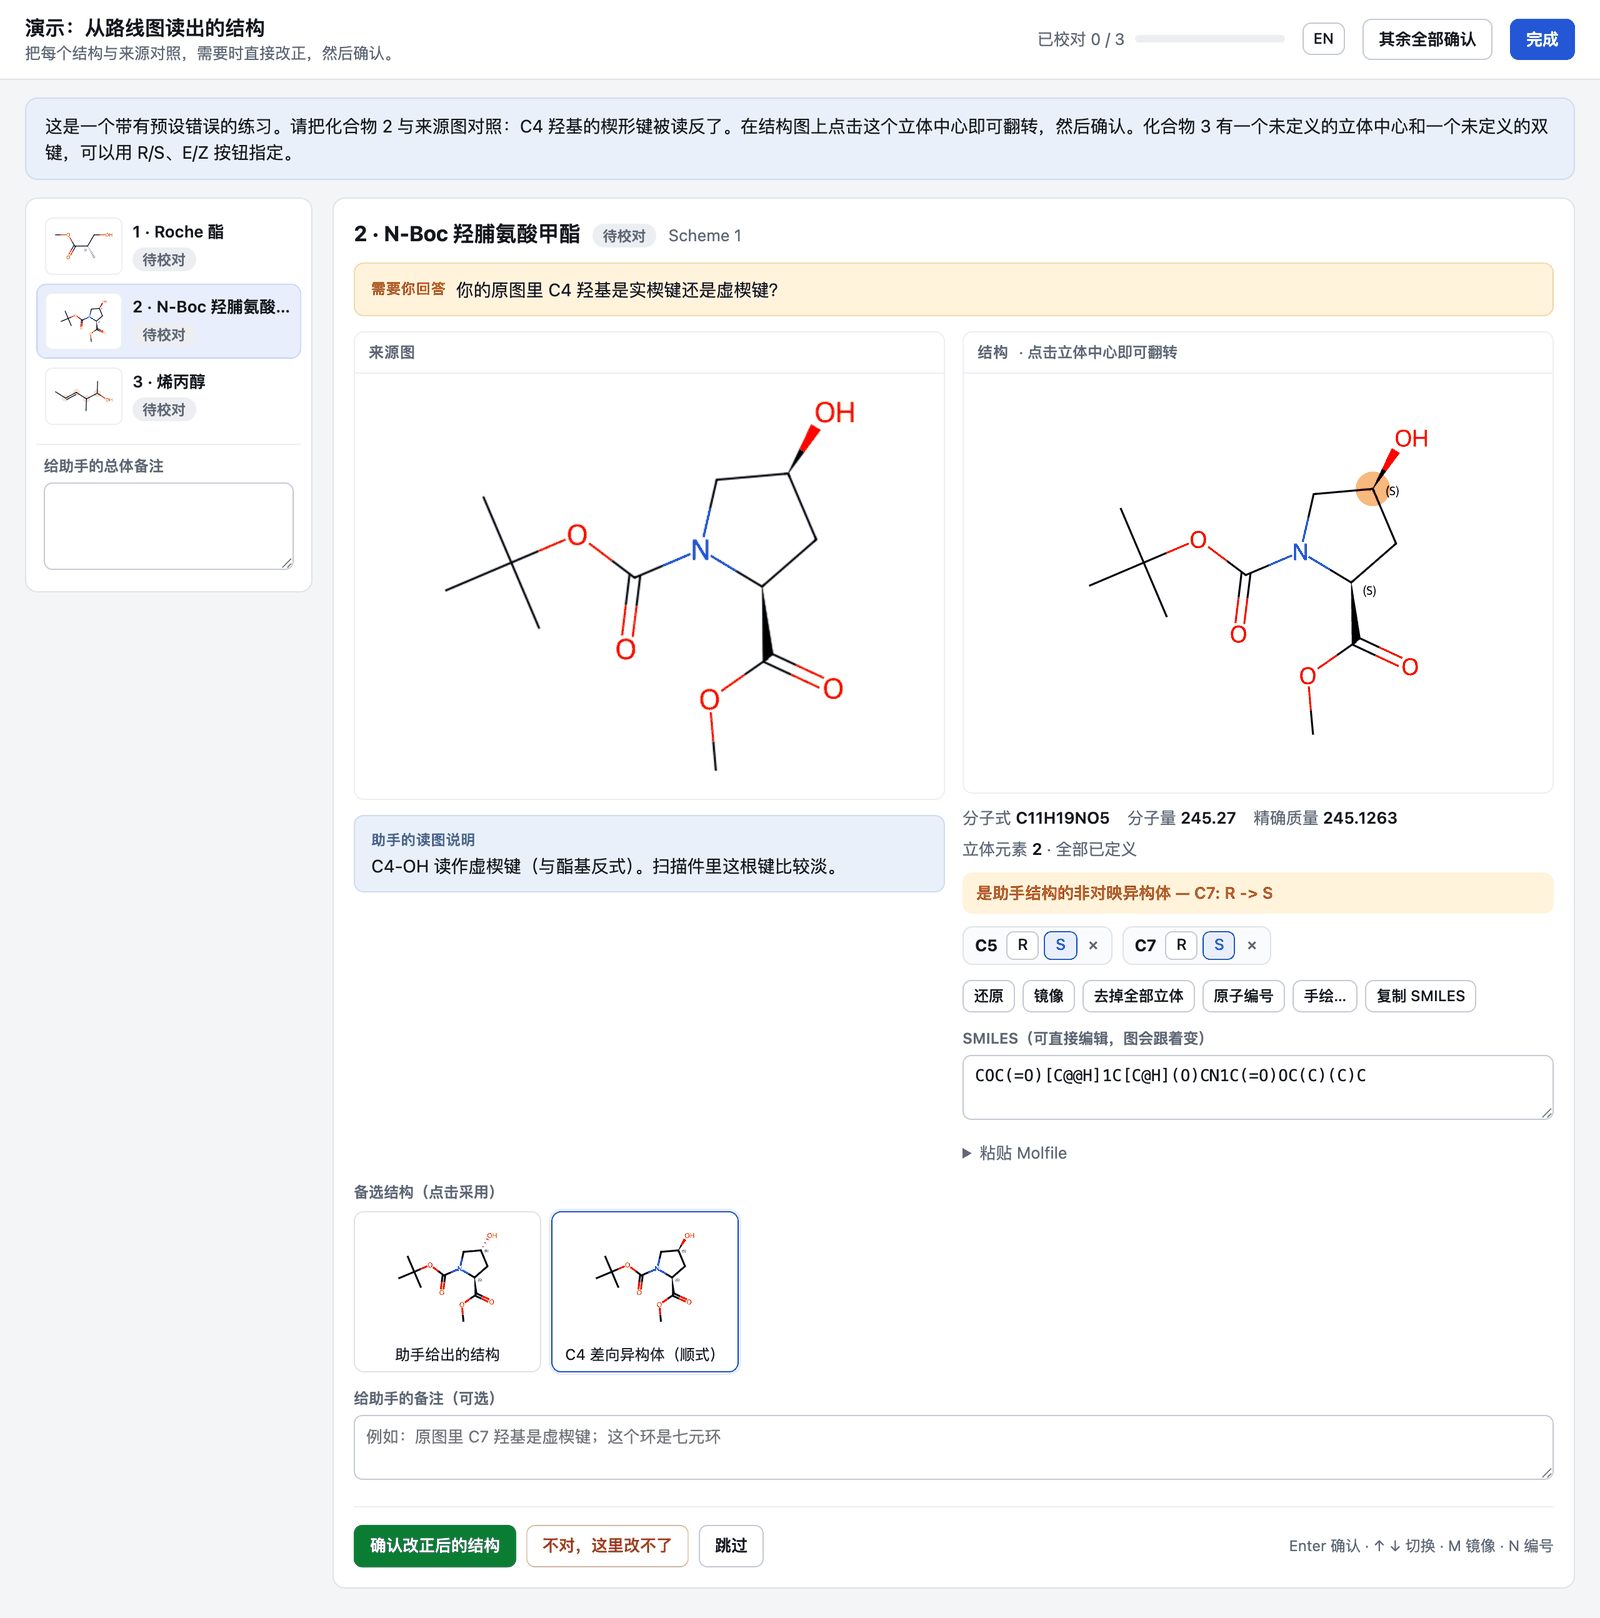 演示：从路线图读出的结构
把每个结构与来源对照，需要时直接改正，然后确认。
已校对 0 / 3
EN
其余全部确认
完成
这是一个带有预设错误的练习。请把化合物 2 与来源图对照：C4 羟基的楔形键被读反了。在结构图上点击这个立体中心即可翻转，然后确认。化合物 3 有一个未定义的立体中心和一个未定义的双
键，可以用 R/S、E/Z 按钮指定。
1 · Roche 酯
待校对
2 · N-Boc 羟脯氨酸...
待校对
3 · 烯丙醇
待校对
给助手的总体备注
2 · N-Boc 羟脯氨酸甲酯 待校对 Scheme 1
需要你回答 你的原图里 C4 羟基是实楔键还是虚楔键?
来源图
OH
O
N
O
O
O
助手的读图说明
C4-OH 读作虚楔键（与酯基反式）。扫描件里这根键比较淡。
结构 · 点击立体中心即可翻转
OH
(S)
O
N
(S)
O
O
O
分子式 C11H19NO5 分子量 245.27 精确质量 245.1263
立体元素 2 · 全部已定义
是助手结构的非对映异构体 — C7: R -> S
C5 R S × C7 R S ×
还原 镜像 去掉全部立体 原子编号 手绘... 复制 SMILES
SMILES（可直接编辑，图会跟着变）
COC(=O)[C@@H]1C[C@H](O)CN1C(=O)OC(C)(C)C
▶ 粘贴 Molfile
备选结构（点击采用）
助手给出的结构
C4 差向异构体（顺式）
给助手的备注（可选）
例如：原图里 C7 羟基是虚楔键；这个环是七元环
确认改正后的结构 不对，这里改不了 跳过
Enter 确认 · ↑ ↓ 切换 · M 镜像 · N 编号